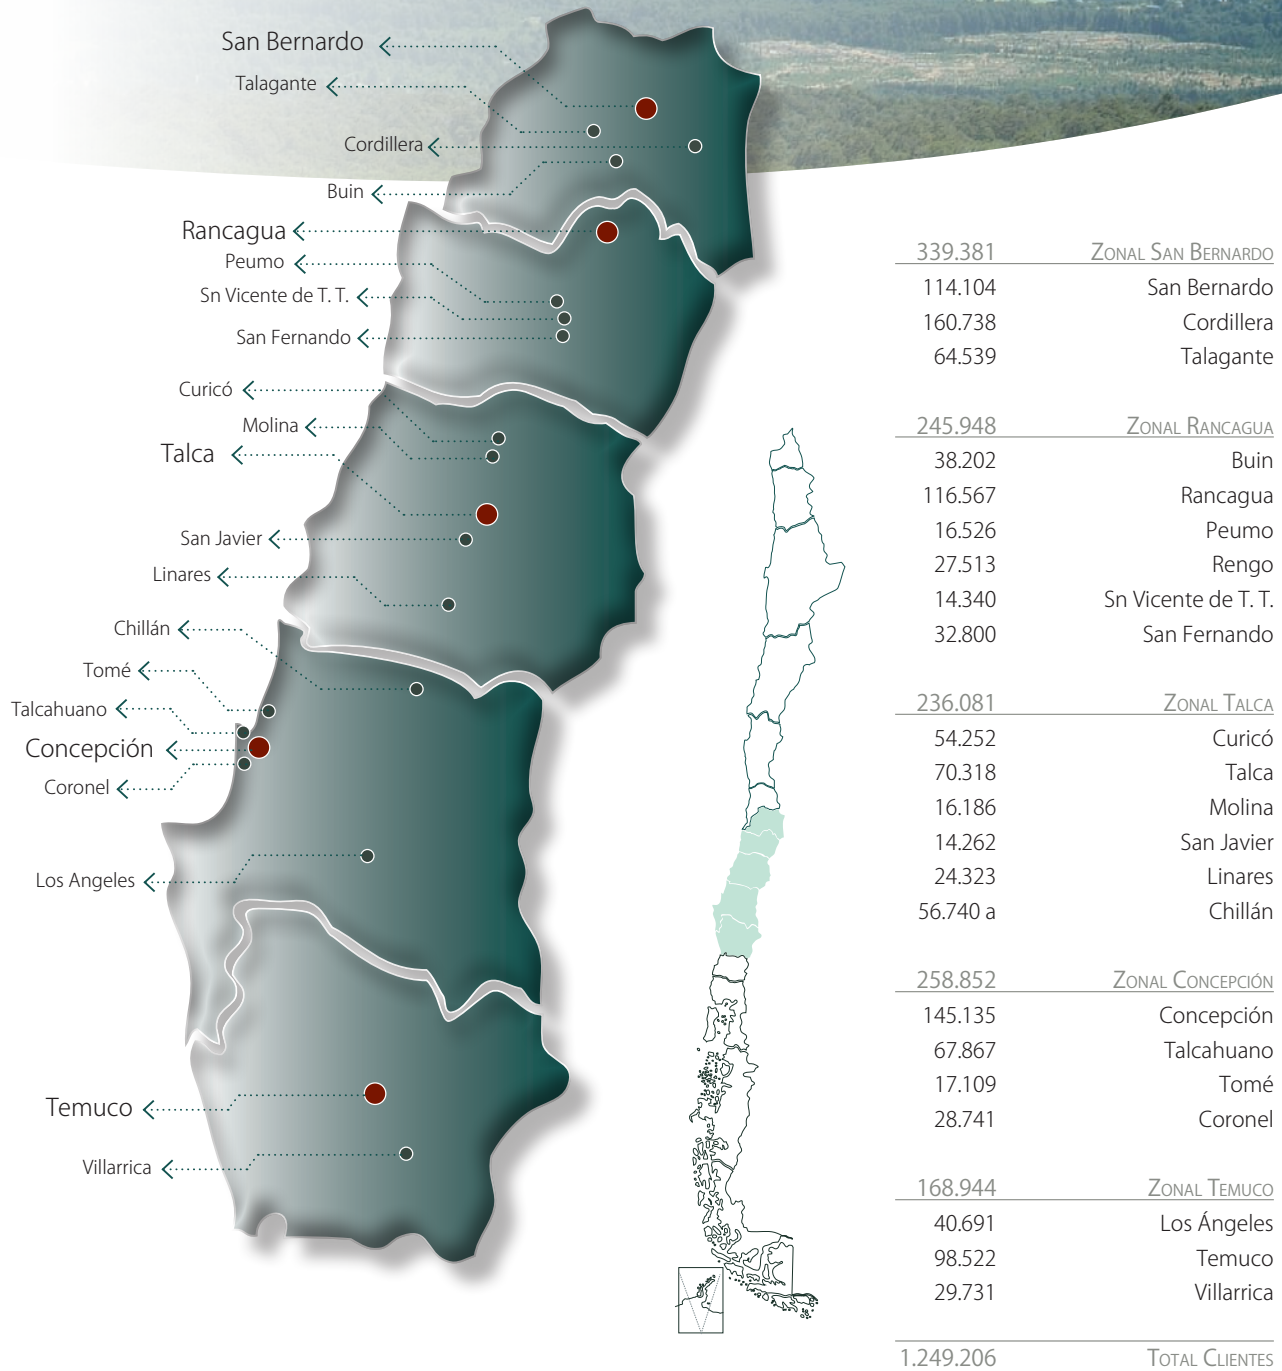 San Bernardo
Talagante
Cordillera
Buin
Rancagua
Peumo
Sn Vicente de T. T.
San Fernando
Curicó
Molina
Talca
San Javier
Linares
Chillán
Tomé
Talcahuano
Concepción
Coronel
Los Angeles
Temuco
Villarrica
339.381 Zonal San Bernardo
114.104 San Bernardo
160.738 Cordillera
64.539 Talagante
245.948 Zonal Rancagua
38.202 Buin
116.567 Rancagua
16.526 Peumo
27.513 Rengo
14.340 Sn Vicente de T. T.
32.800 San Fernando
236.081 Zonal Talca
54.252 Curicó
70.318 Talca
16.186 Molina
14.262 San Javier
24.323 Linares
56.740 a Chillán
258.852 Zonal Concepción
145.135 Concepción
67.867 Talcahuano
17.109 Tomé
28.741 Coronel
168.944 Zonal Temuco
40.691 Los Ángeles
98.522 Temuco
29.731 Villarrica
1.249.206 Total Clientes